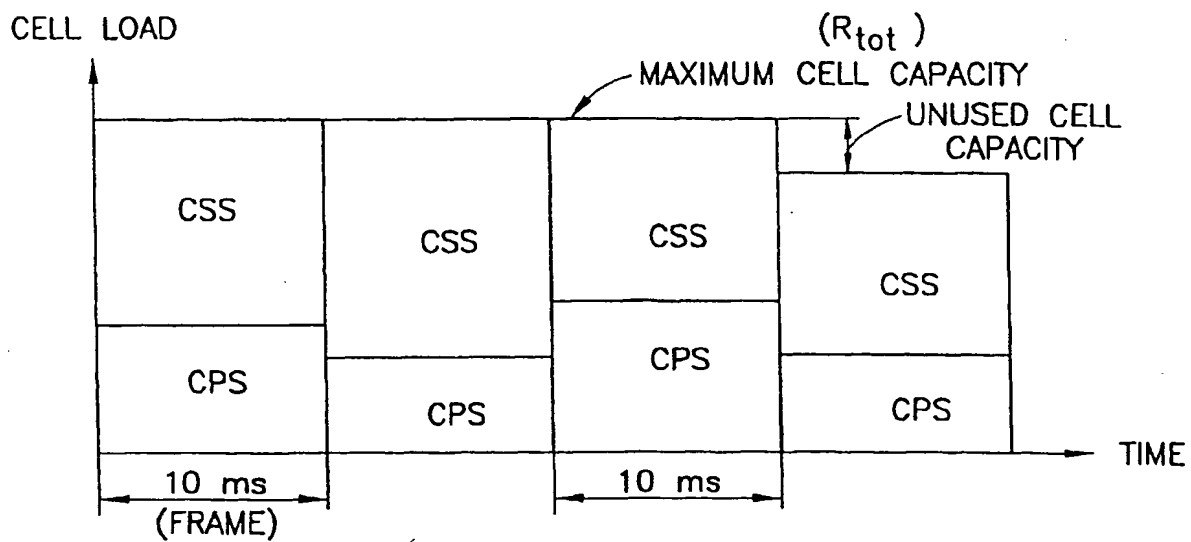 CELL LOAD
(Rtot)
MAXIMUM CELL CAPACITY
UNUSED CELL
CAPACITY
CSS
CSS
CSS
CSS
CPS
CPS
CPS
CPS
TIME
10 ms
10 ms
(FRAME)